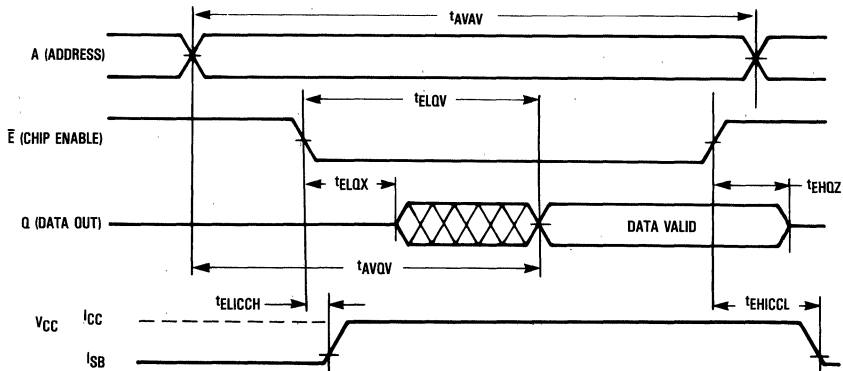 tAVAV
A (ADDRESS)
tELQV
E̅ (CHIP ENABLE)
tELQX
tEHQZ
Q (DATA OUT)
DATA VALID
tAVQV
tELICCH
tEHICCL
VCC ICC
ISB